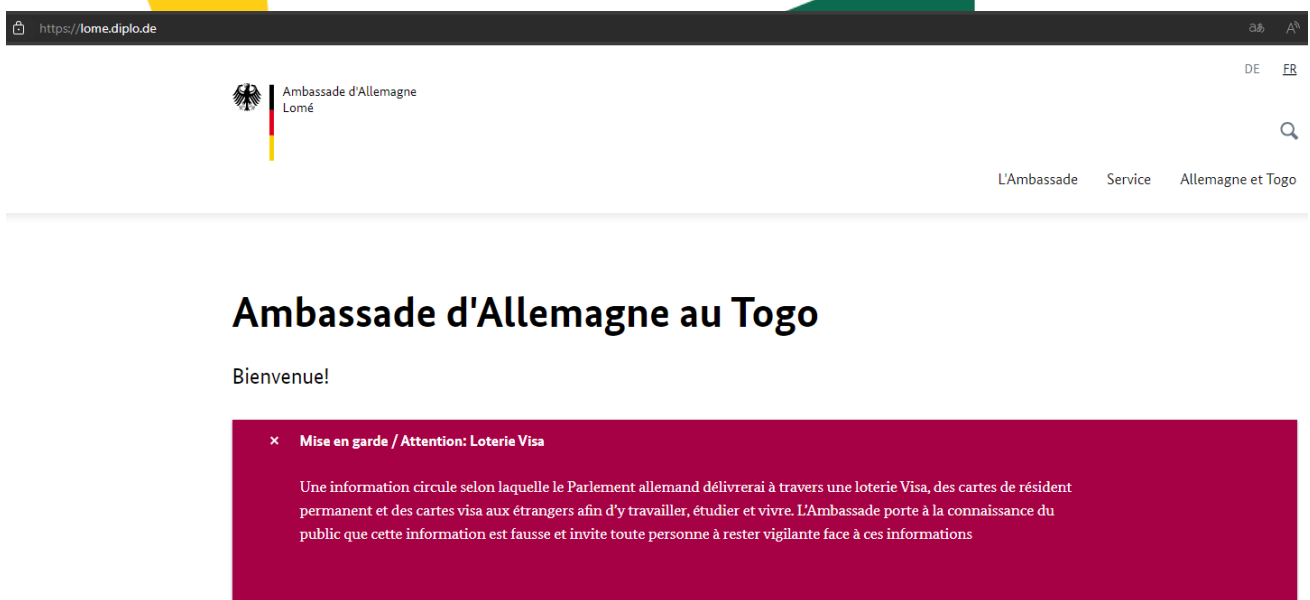 https://lome.diplo.de
DE FR
Ambassade d'Allemagne
Lomé
L'Ambassade Service Allemagne et Togo
Ambassade d'Allemagne au Togo
Bienvenue!
× Mise en garde / Attention: Loterie Visa
Une information circule selon laquelle le Parlement allemand délivrerai à travers une loterie Visa, des cartes de résident
permanent et des cartes visa aux étrangers afin d'y travailler, étudier et vivre. L'Ambassade porte à la connaissance du
public que cette information est fausse et invite toute personne à rester vigilante face à ces informations